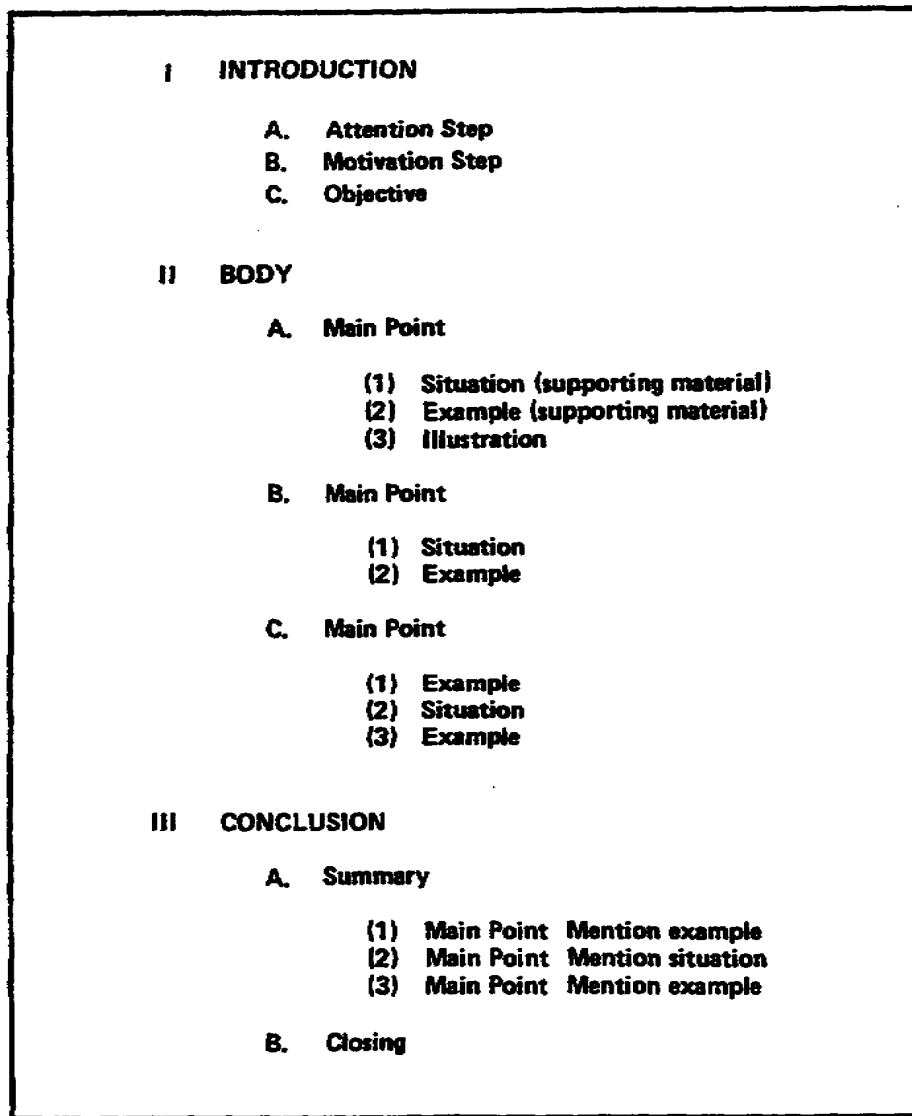 I INTRODUCTION
A. Attention Step
B. Motivation Step
C. Objective
II BODY
A. Main Point
(1) Situation (supporting material)
(2) Example (supporting material)
(3) Illustration
B. Main Point
(1) Situation
(2) Example
C. Main Point
(1) Example
(2) Situation
(3) Example
III CONCLUSION
A. Summary
(1) Main Point Mention example
(2) Main Point Mention situation
(3) Main Point Mention example
B. Closing